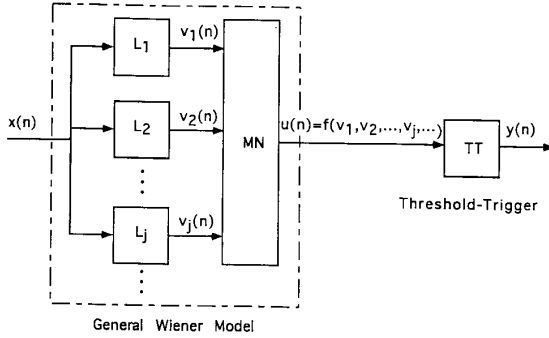 x(n)
L1
v1(n)
L2
v2(n)
Lj
vj(n)
MN
u(n)=f(v1,v2,...,vj,...)
TT
y(n)
Threshold-Trigger
General Wiener Model